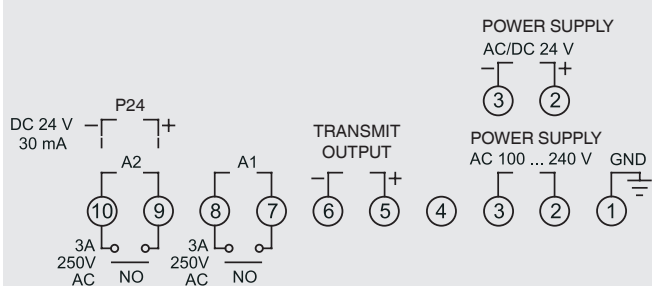 POWER SUPPLY
AC/DC 24 V
− +
3 2
P24
DC 24 V − +
30 mA
TRANSMIT
OUTPUT
− +
POWER SUPPLY
AC 100 ... 240 V
GND
A2
A1
10 9 8 7 6 5 4 3 2 1
3A
250V
AC
NO
3A
250V
AC
NO